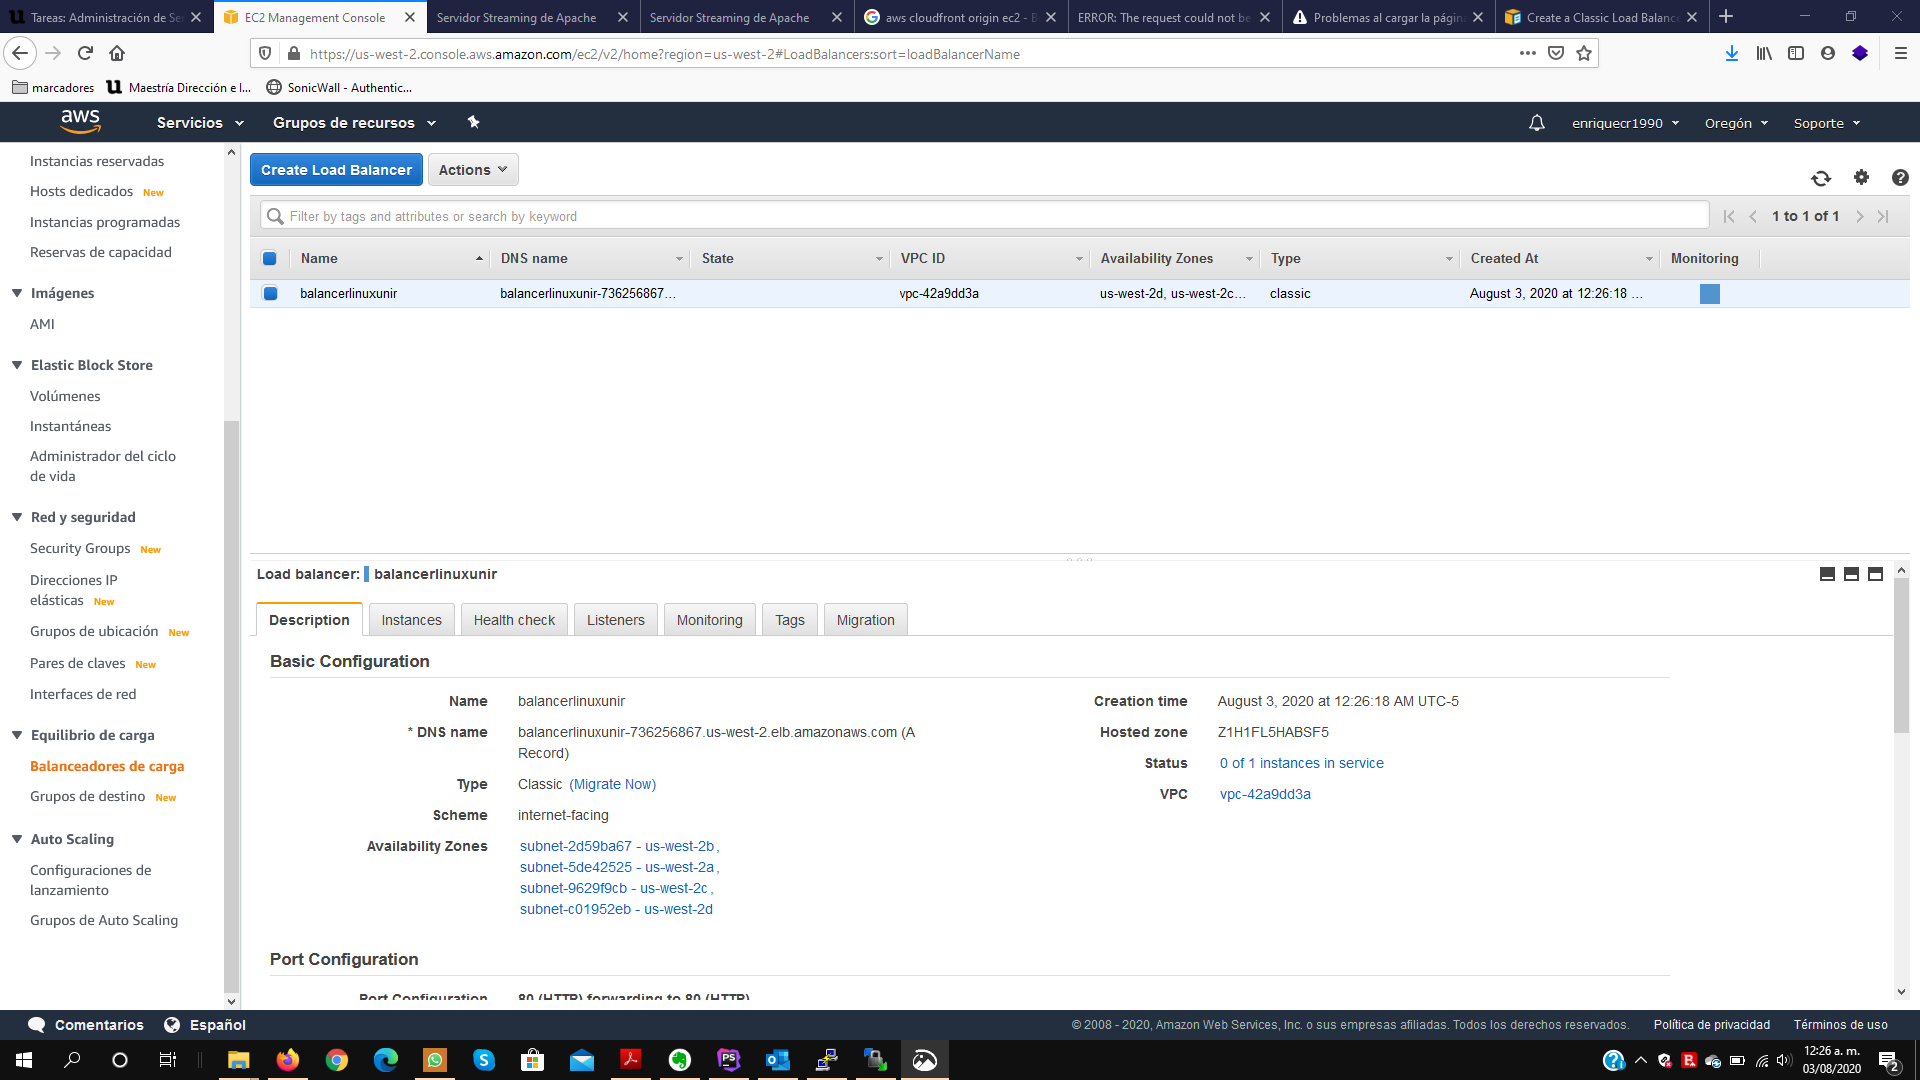 Tareas: Administración de Se
EC2 Management Console
Servidor Streaming de Apache
Servidor Streaming de Apache
aws cloudfront origin ec2 - B
ERROR: The request could not be
Problemas al cargar la página
Create a Classic Load Balance
https://us-west-2.console.aws.amazon.com/ec2/v2/home?region=us-west-2#LoadBalancers:sort=loadBalancerName
marcadores
Maestría Dirección e I...
SonicWall - Authentic...
aws
Servicios
Grupos de recursos
enriquecr1990
Oregón
Soporte
Instancias reservadas
Hosts dedicados New
Instancias programadas
Reservas de capacidad
Imágenes
AMI
Elastic Block Store
Volúmenes
Instantáneas
Administrador del ciclo
de vida
Red y seguridad
Security Groups New
Direcciones IP
elásticas New
Grupos de ubicación New
Pares de claves New
Interfaces de red
Equilibrio de carga
Balanceadores de carga
Grupos de destino New
Auto Scaling
Configuraciones de
lanzamiento
Grupos de Auto Scaling
Create Load Balancer
Actions
Filter by tags and attributes or search by keyword
1 to 1 of 1
Name DNS name State VPC ID Availability Zones Type Created At Monitoring
balancerlinuxunir balancerlinuxunir-736256867... vpc-42a9dd3a us-west-2d, us-west-2c... classic August 3, 2020 at 12:26:18 ...
Load balancer: balancerlinuxunir
Description Instances Health check Listeners Monitoring Tags Migration
Basic Configuration
Name balancerlinuxunir
* DNS name balancerlinuxunir-736256867.us-west-2.elb.amazonaws.com (A
Record)
Type Classic (Migrate Now)
Scheme internet-facing
Availability Zones subnet-2d59ba67 - us-west-2b,
subnet-5de42525 - us-west-2a,
subnet-9629f9cb - us-west-2c,
subnet-c01952eb - us-west-2d
Creation time August 3, 2020 at 12:26:18 AM UTC-5
Hosted zone Z1H1FL5HABSF5
Status 0 of 1 instances in service
VPC vpc-42a9dd3a
Port Configuration
Port Configuration 80 (HTTP) forwarding to 80 (HTTP)
Comentarios
Español
© 2008 - 2020, Amazon Web Services, Inc. o sus empresas afiliadas. Todos los derechos reservados.
Política de privacidad
Términos de uso
12:26 a. m.
03/08/2020
2